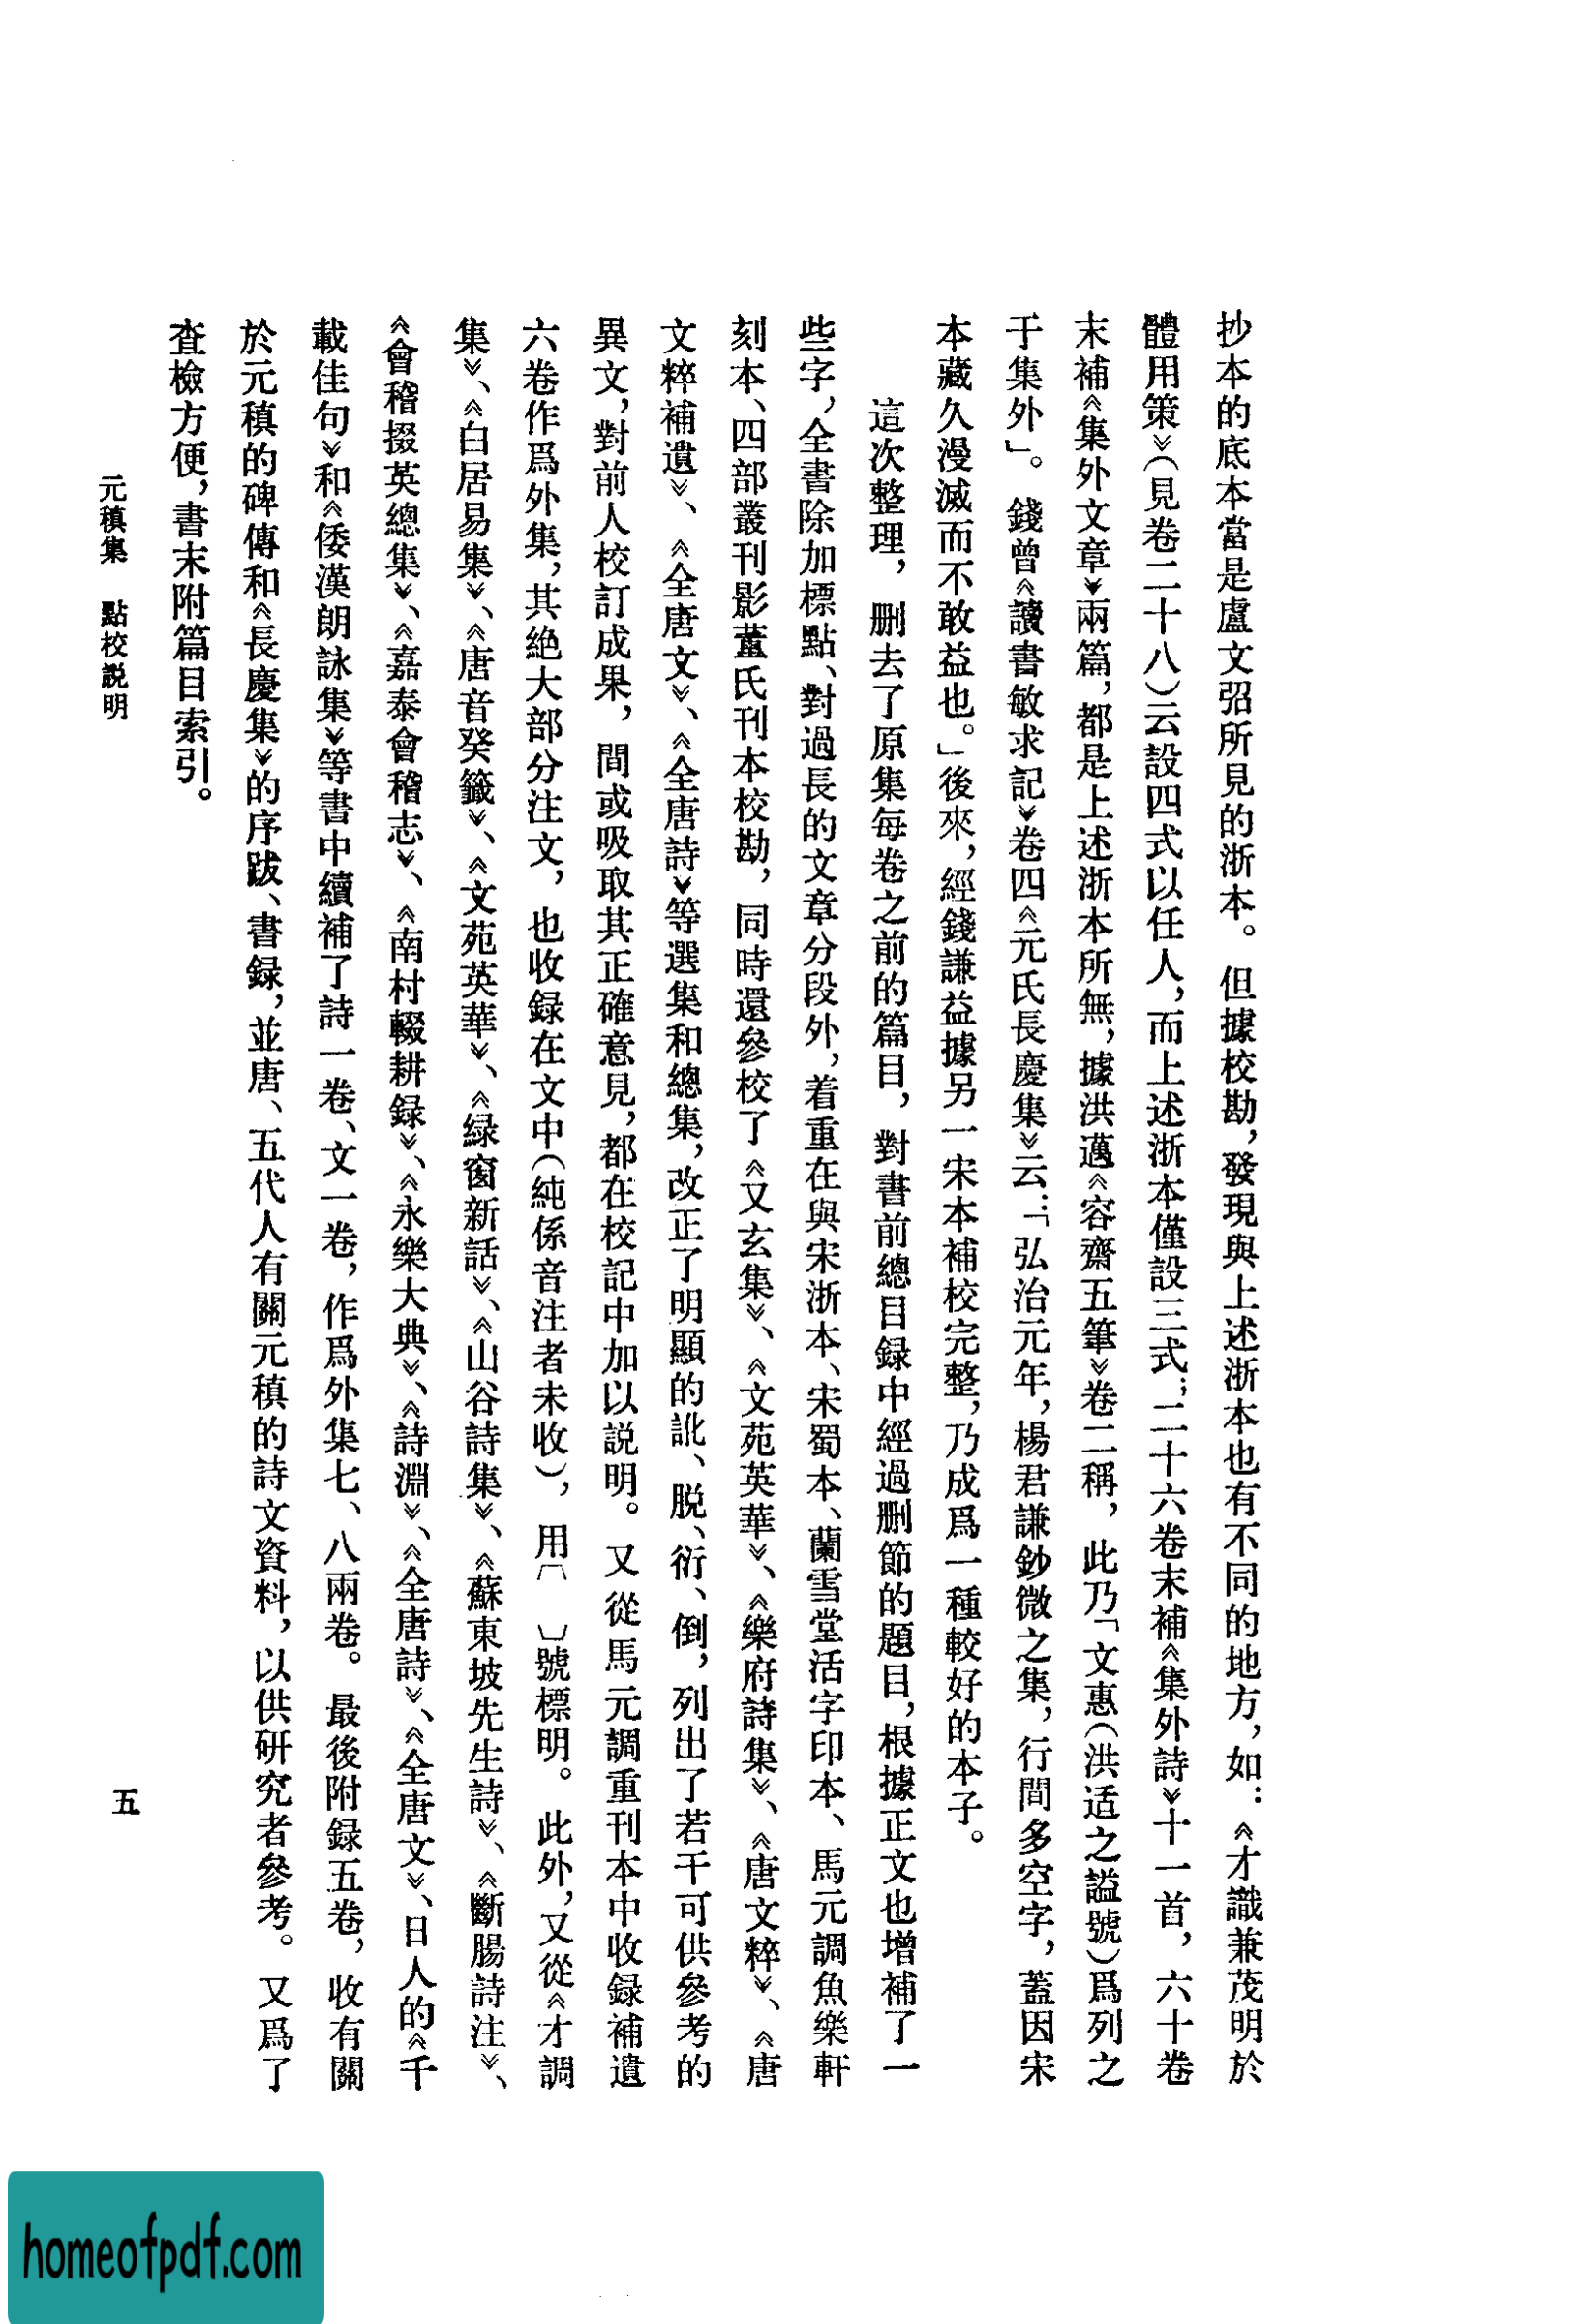 抄本的底本當是盧文弨所見的浙本。但據校勘，發現與上述浙本也有不同的地方，如：《才識兼茂明於
體用策》（見卷二十八）云設四式以任人，而上述浙本僅設三式；二十六卷末補《集外詩》十一首，六十卷
末補《集外文章》兩篇，都是上述浙本所無，據洪邁《容齋五筆》卷二稱，此乃「文惠（洪适之謚號）爲列之
于集外」。錢曾《讀書敏求記》卷四《元氏長慶集》云：「弘治元年，楊君謙鈔微之集，行間多空字，蓋因宋
本藏久漫滅而不敢益也。」後來，經錢謙益據另一宋本補校完整，乃成爲一種較好的本子。
這次整理，删去了原集每卷之前的篇目，對書前總目録中經過删節的題目，根據正文也增補了一
些字，全書除加標點、對過長的文章分段外，着重在與宋浙本、宋蜀本、蘭雪堂活字印本、馬元調魚樂軒
刻本、四部叢刊影董氏刊本校勘，同時還參校了《又玄集》、《文苑英華》、《樂府詩集》、《唐文粹》、《唐
文粹補遺》、《全唐文》、《全唐詩》等選集和總集，改正了明顯的訛、脱、衍、倒，列出了若干可供參考的
異文，對前人校訂成果，間或吸取其正確意見，都在校記中加以説明。又從馬元調重刊本中收録補遺
六卷作爲外集，其絶大部分注文，也收録在文中（純係音注者未收），用〔　〕號標明。此外，又從《才調
集》、《白居易集》、《唐音癸籤》、《文苑英華》、《緑窗新話》、《山谷詩集》、《蘇東坡先生詩》、《斷腸詩注》、
《會稽掇英總集》、《嘉泰會稽志》、《南村輟耕録》、《永樂大典》、《詩淵》、《全唐詩》、《全唐文》、日人的《千
載佳句》和《倭漢朗詠集》等書中續補了詩一卷、文一卷，作爲外集七、八兩卷。最後附録五卷，收有關
於元稹的碑傳和《長慶集》的序跋、書録，並唐、五代人有關元稹的詩文資料，以供研究者參考。又爲了
查檢方便，書末附篇目索引。
元稹集　點校説明
五
homeofpdf.com